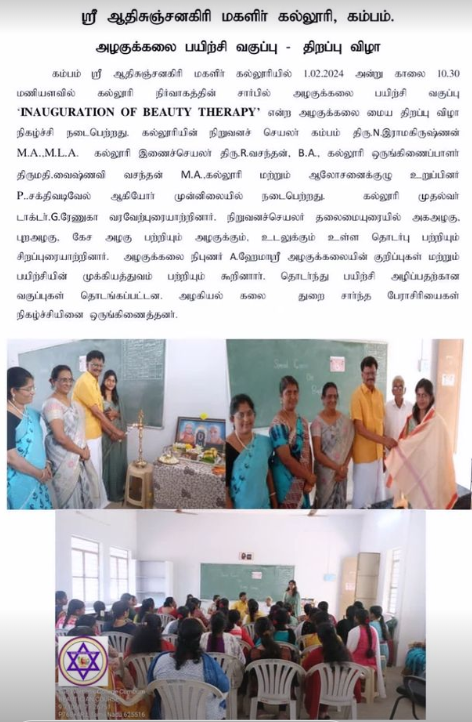 ஸ்ரீ ஆதிசுஞ்சனகிரி மகளிர் கல்லூரி, கம்பம்.
அழகுக்கலை பயிற்சி வகுப்பு - திறப்பு விழா
கம்பம் ஸ்ரீ ஆதிசுஞ்சனகிரி மகளிர் கல்லூரியில் 1.02.2024 அன்று காலை 10.30
மணியளவில் கல்லூரி நிர்வாகத்தின் சார்பில் அழகுக்கலை பயிற்சி வகுப்பு
'INAUGURATION OF BEAUTY THERAPY' என்ற அழகுக்கலை மைய திறப்பு விழா
நிகழ்ச்சி நடைபெற்றது. கல்லூரியின் நிறுவனச் செயலர் கம்பம் திரு.N.இராமகிருஷ்ணன்
M.A.,M.L.A. கல்லூரி இணைச்செயலர் திரு.R.வசந்தன், B.A., கல்லூரி ஒருங்கிணைப்பாளர்
திருமதி.வைஷ்ணவி வசந்தன் M.A.,கல்லூரி மற்றும் ஆலோசனைக்குழு உறுப்பினர்
P..சக்திவடிவேல் ஆகியோர் முன்னிலையில் நடைபெற்றது. கல்லூரி முதல்வர்
டாக்டர்.G.ரேணுகா வரவேற்புரையாற்றினார். நிறுவனச்செயலர் தலைமையுரையில் அகஅழகு,
புறஅழகு, கேச அழகு பற்றியும் அழகுக்கும், உடலுக்கும் உள்ள தொடர்பு பற்றியும்
சிறப்புரையாற்றினார். அழகுக்கலை நிபுணர் A.ஹேமாஸ்ரீ அழகுக்கலையின் குறிப்புகள் மற்றும்
பயிற்சியின் முக்கியத்துவம் பற்றியும் கூறினார். தொடர்ந்து பயிற்சி அழிப்பதற்கான
வகுப்புகள் தொடங்கப்பட்டன. அழகியல் கலை துறை சார்ந்த பேராசிரியைகள்
நிகழ்ச்சியினை ஒருங்கிணைத்தனர்.